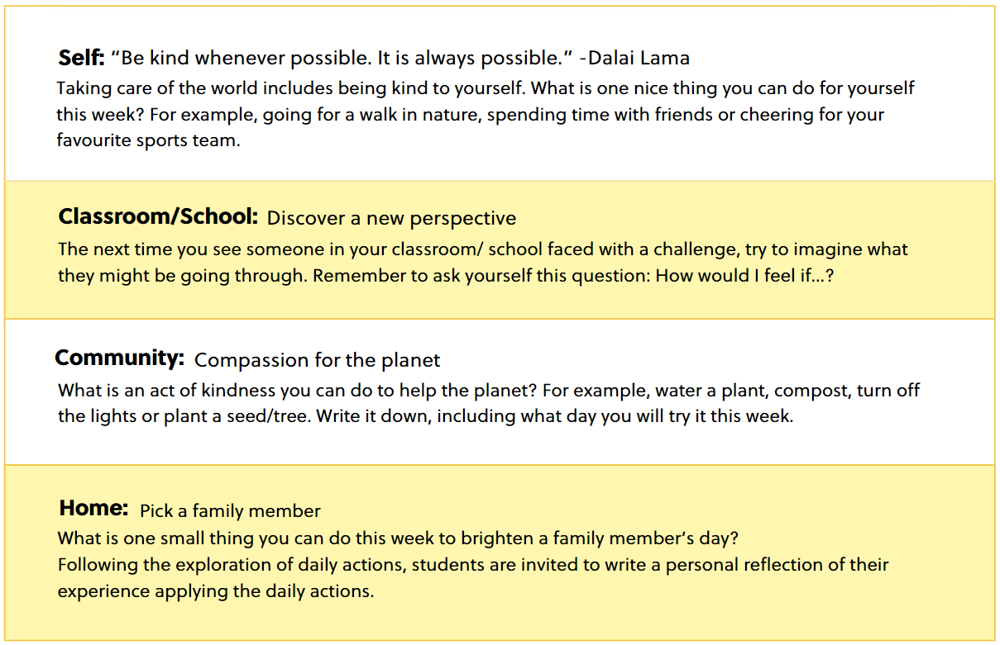 Self: “Be kind whenever possible. It is always possible.” -Dalai Lama
Taking care of the world includes being kind to yourself. What is one nice thing you can do for yourself
this week? For example, going for a walk in nature, spending time with friends or cheering for your
favourite sports team.
Classroom/School: Discover a new perspective
The next time you see someone in your classroom/ school faced with a challenge, try to imagine what
they might be going through. Remember to ask yourself this question: How would I feel if...?
Community: Compassion for the planet
What is an act of kindness you can do to help the planet? For example, water a plant, compost, turn off
the lights or plant a seed/tree. Write it down, including what day you will try it this week.
Home: Pick a family member
What is one small thing you can do this week to brighten a family member’s day?
Following the exploration of daily actions, students are invited to write a personal reflection of their
experience applying the daily actions.